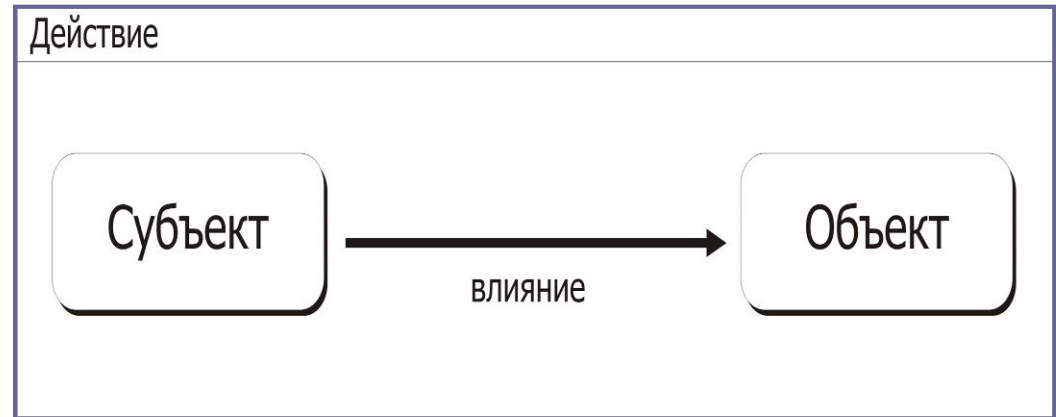 Действие
Субъект
влияние
Объект